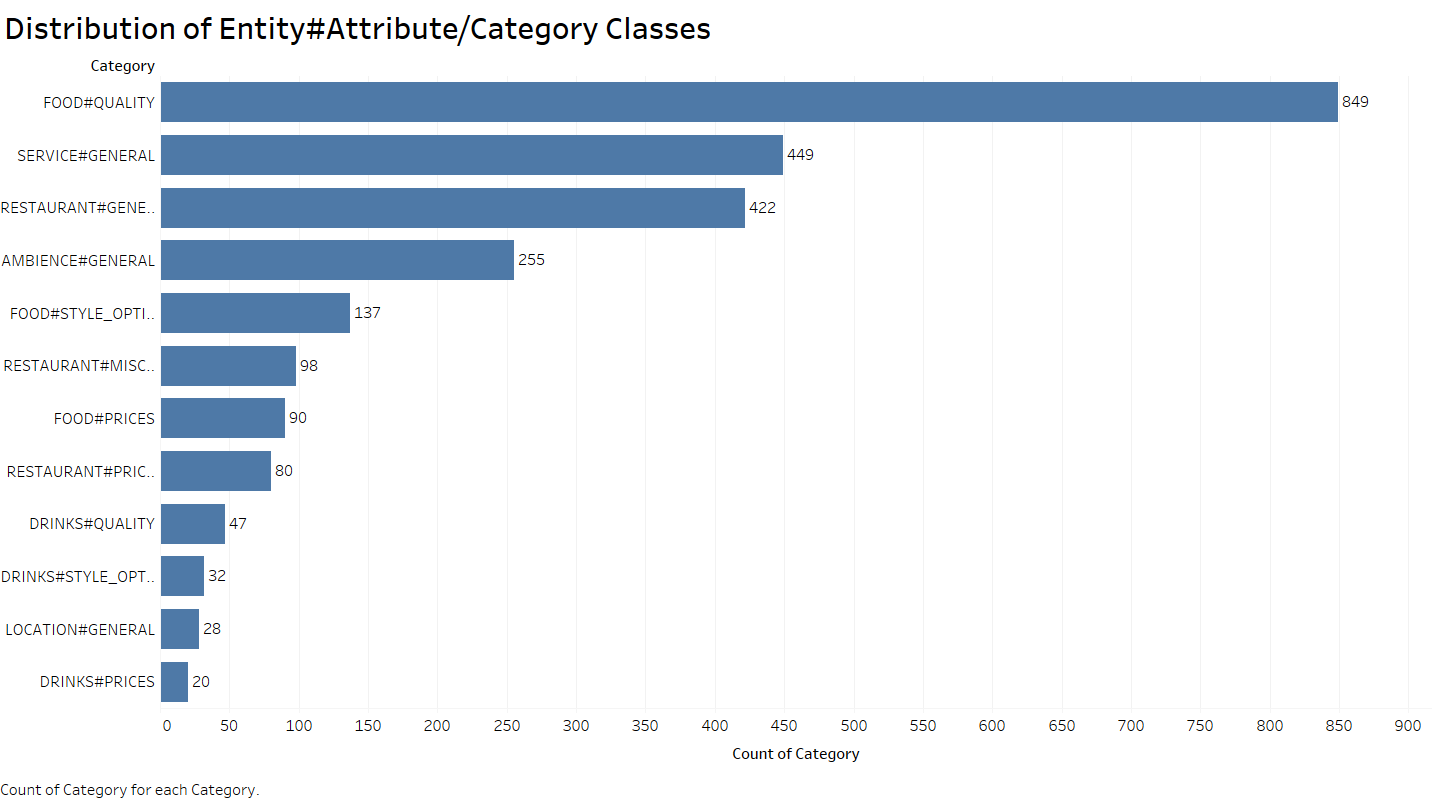 Distribution of Entity#Attribute/Category Classes
Category
FOOD#QUALITY 849
SERVICE#GENERAL 449
RESTAURANT#GENE.. 422
AMBIENCE#GENERAL 255
FOOD#STYLE_OPTI.. 137
RESTAURANT#MISC.. 98
FOOD#PRICES 90
RESTAURANT#PRIC.. 80
DRINKS#QUALITY 47
DRINKS#STYLE_OPT.. 32
LOCATION#GENERAL 28
DRINKS#PRICES 20
0 50 100 150 200 250 300 350 400 450 500 550 600 650 700 750 800 850 900
Count of Category
Count of Category for each Category.